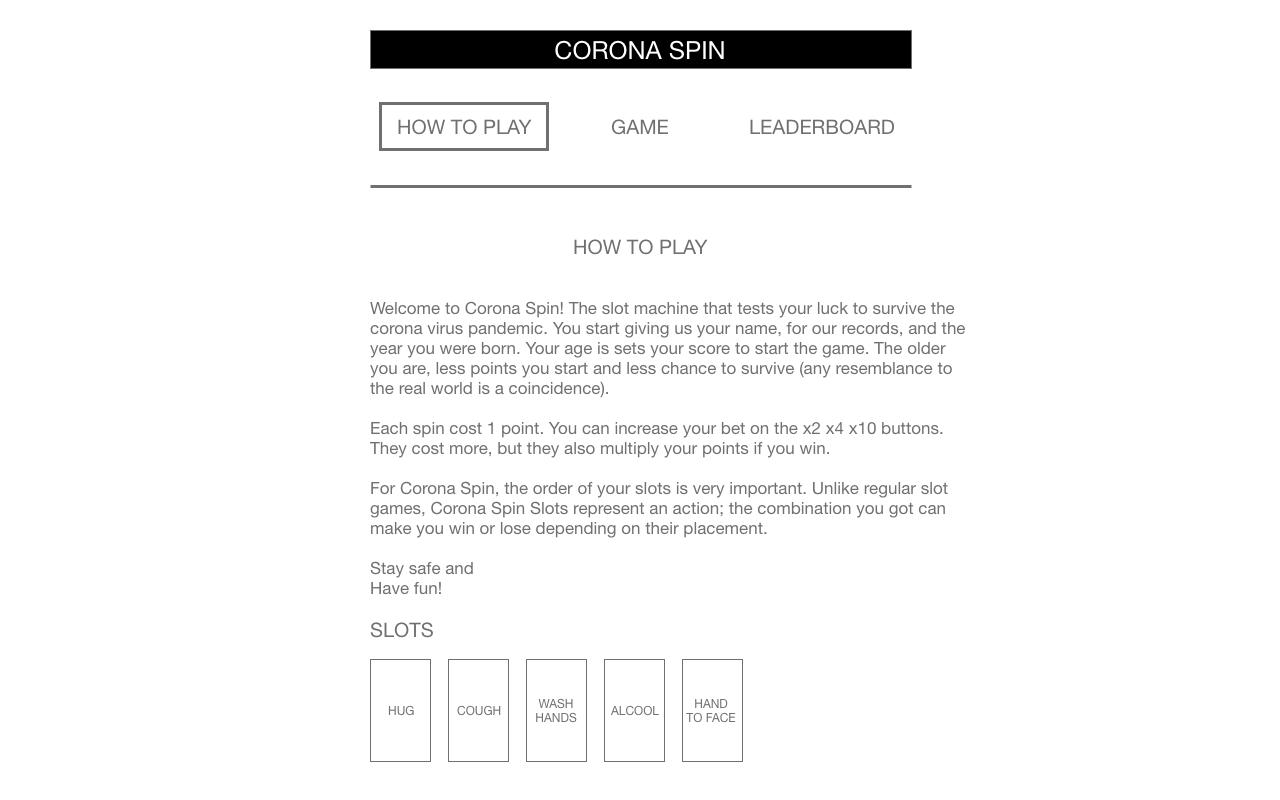 CORONA SPIN
HOW TO PLAY
GAME
LEADERBOARD
HOW TO PLAY
Welcome to Corona Spin! The slot machine that tests your luck to survive the
corona virus pandemic. You start giving us your name, for our records, and the
year you were born. Your age is sets your score to start the game. The older
you are, less points you start and less chance to survive (any resemblance to
the real world is a coincidence).
Each spin cost 1 point. You can increase your bet on the x2 x4 x10 buttons.
They cost more, but they also multiply your points if you win.
For Corona Spin, the order of your slots is very important. Unlike regular slot
games, Corona Spin Slots represent an action; the combination you got can
make you win or lose depending on their placement.
Stay safe and
Have fun!
SLOTS
HUG
COUGH
WASH
HANDS
ALCOOL
HAND
TO FACE